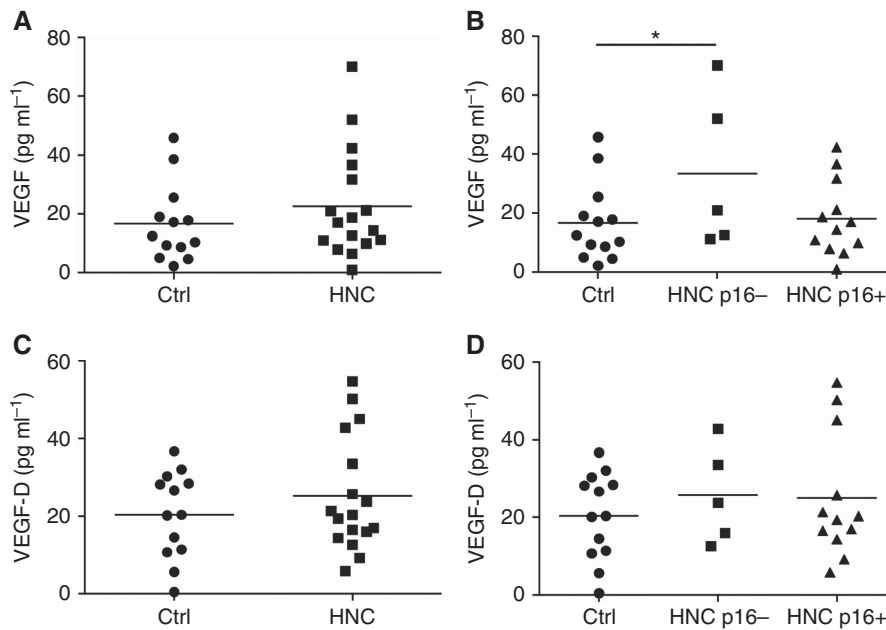 A
VEGF (pg ml⁻¹)
80
60
40
20
0
Ctrl
HNC
B
VEGF (pg ml⁻¹)
80
60
40
20
0
*
Ctrl
HNC p16–
HNC p16+
C
VEGF-D (pg ml⁻¹)
60
40
20
0
Ctrl
HNC
D
VEGF-D (pg ml⁻¹)
60
40
20
0
Ctrl
HNC p16–
HNC p16+